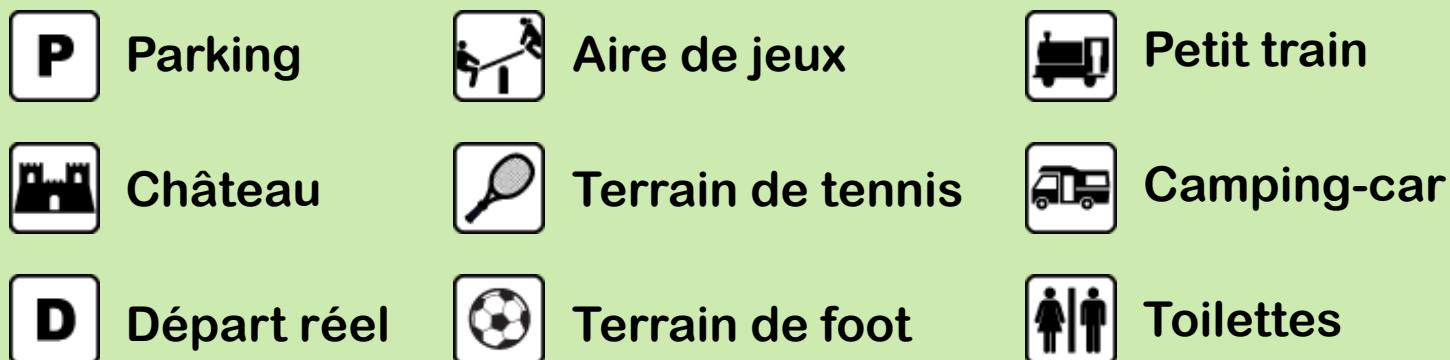 P Parking
Aire de jeux
Petit train
Château
Terrain de tennis
Camping-car
D Départ réel
Terrain de foot
Toilettes